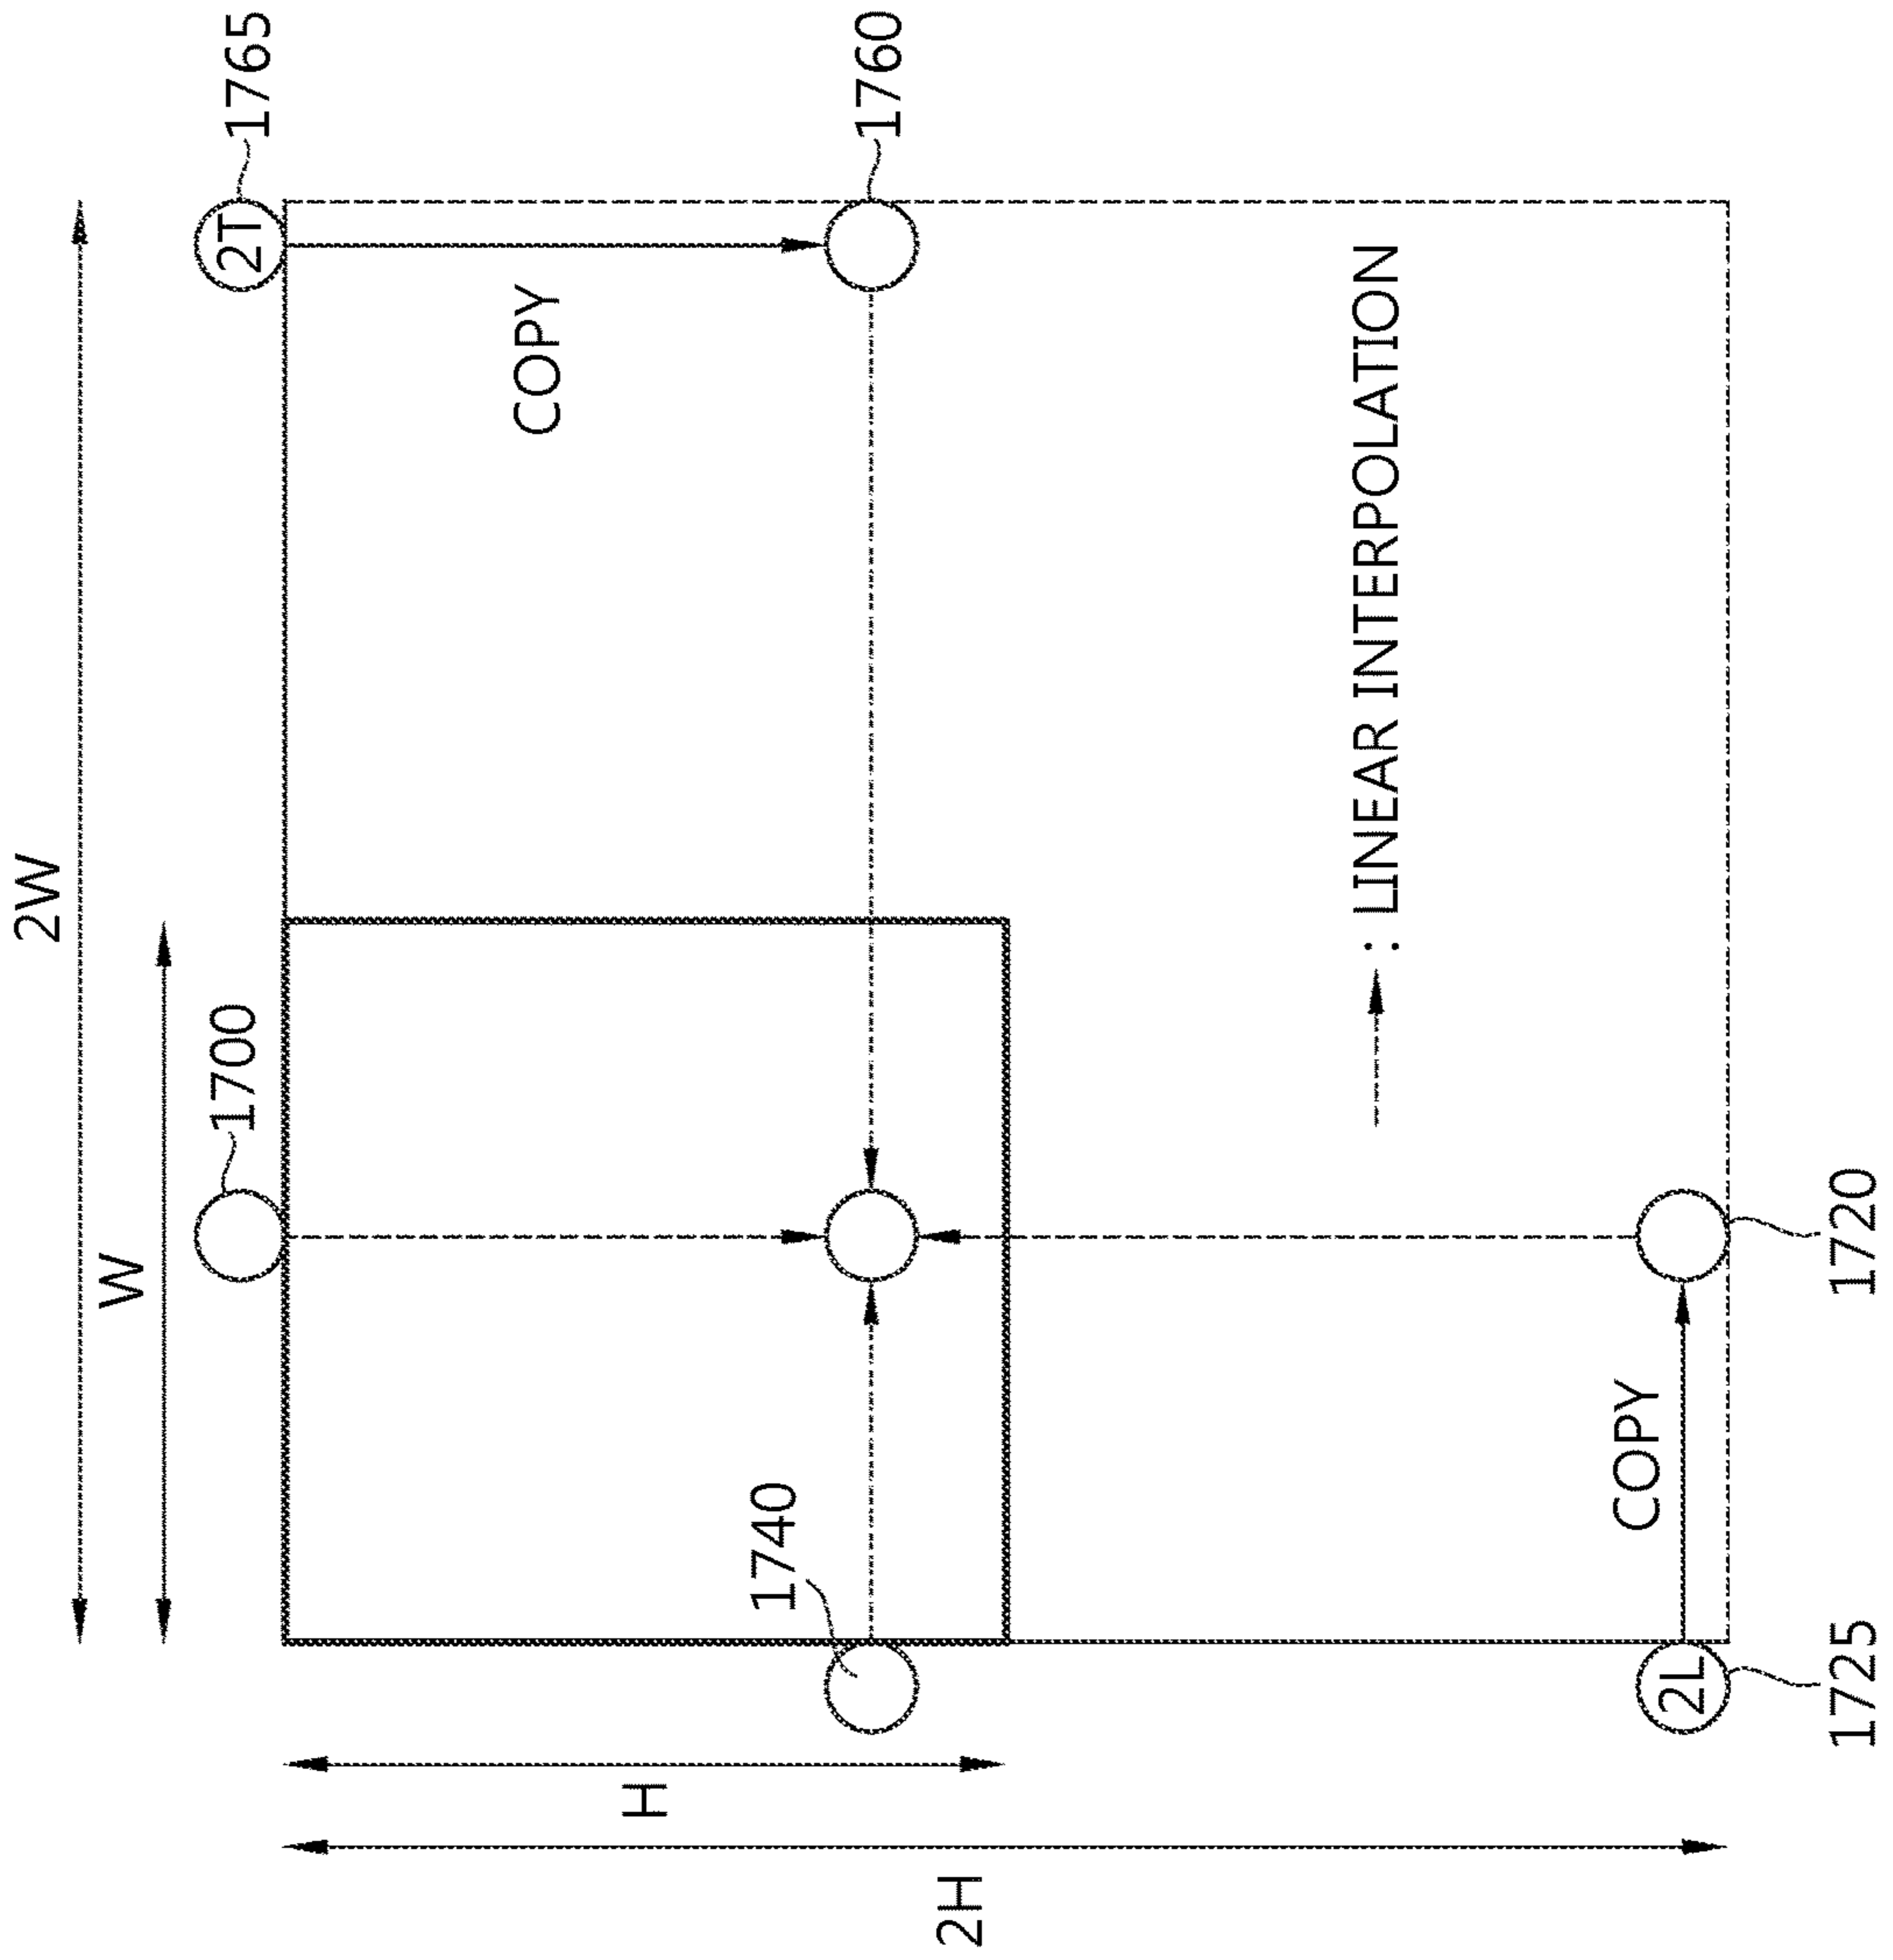 2W
W
1700
1765
2T
COPY
1760
1740
H
2H
: LINEAR INTERPOLATION
COPY
2L
1725
1720